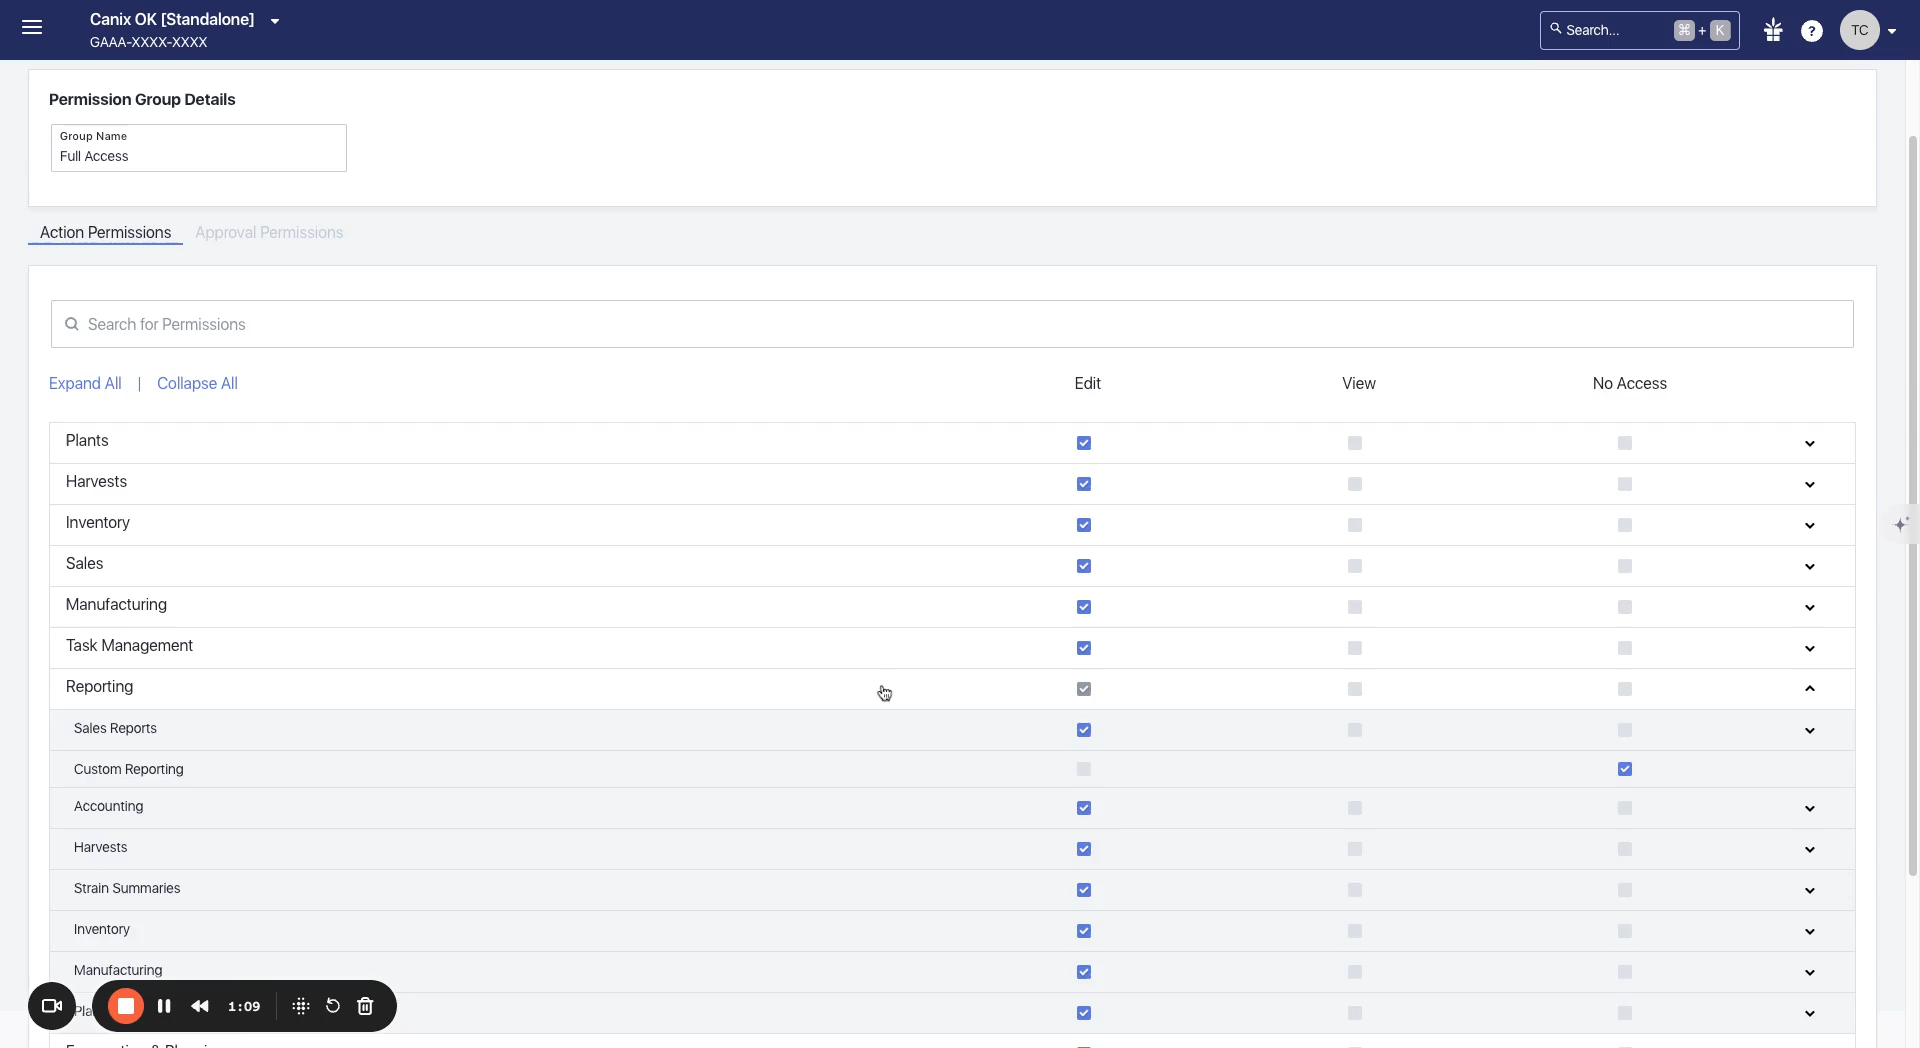 Canix OK [Standalone]
GAAA-XXXX-XXXX
Search... ⌘ + K
?
TC
Permission Group Details
Group Name
Full Access
Action Permissions Approval Permissions
Search for Permissions
Expand All | Collapse All Edit View No Access
Plants
Harvests
Inventory
Sales
Manufacturing
Task Management
Reporting
Sales Reports
Custom Reporting
Accounting
Harvests
Strain Summaries
Inventory
Manufacturing
1:09